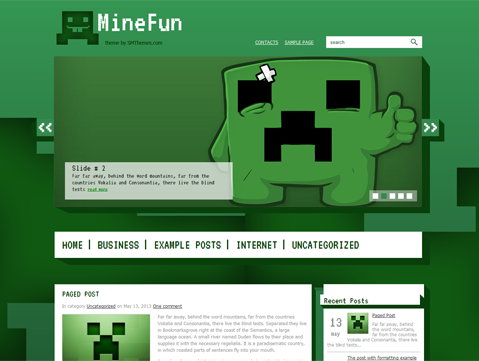 MineFun
theme by SMThemes.com
CONTACTS SAMPLE PAGE
search
Slide # 2
Far far away, behind the word mountains, far from the
countries Vokalia and Consonantia, there live the blind
texts read more
HOME | BUSINESS | EXAMPLE POSTS | INTERNET | UNCATEGORIZED
PAGED POST
In category Uncategorized on May 13, 2013 One comment
Far far away, behind the word mountains, far from the countries
Vokalia and Consonantia, there live the blind texts. Separated they live
in Bookmarksgrove right at the coast of the Semantics, a large
language ocean. A small river named Duden flows by their place and
supplies it with the necessary regelialia. It is a paradisematic country,
in which roasted parts of sentences fly into your mouth.
Recent Posts
13
MAY
Paged Post
Far far away, behind the
word mountains, far from
the countries Vokalia and Consonantia, there
live the blind texts...
The post with formatting example